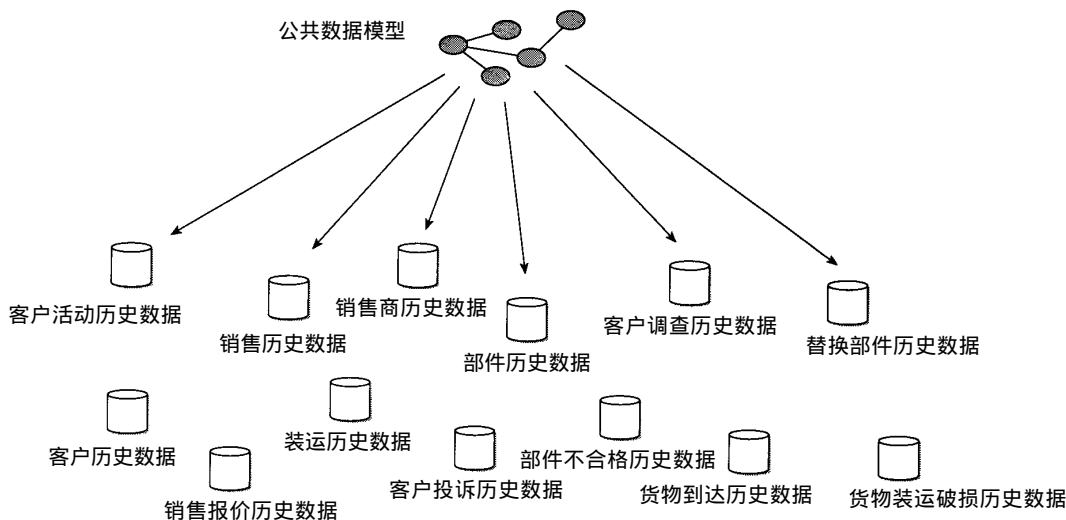 公共数据模型
客户活动历史数据
销售历史数据
销售商历史数据
部件历史数据
客户调查历史数据
替换部件历史数据
客户历史数据
销售报价历史数据
装运历史数据
客户投诉历史数据
部件不合格历史数据
货物到达历史数据
货物装运破损历史数据